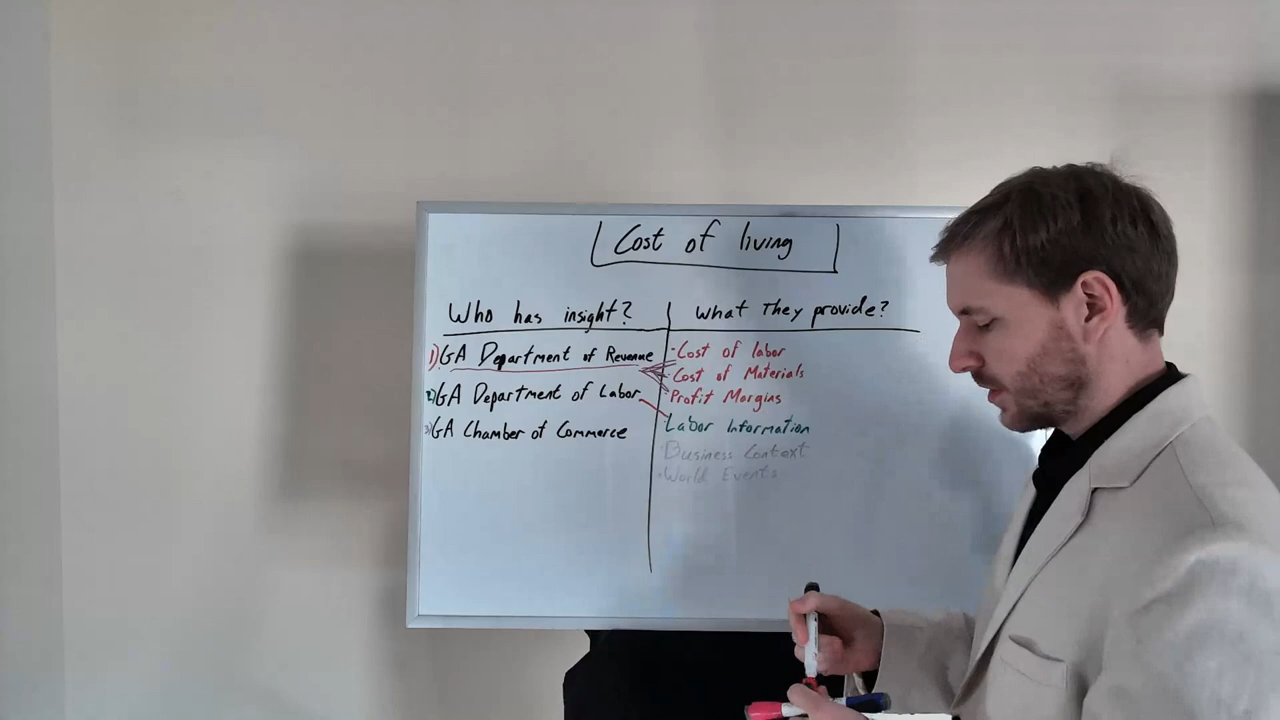 Cost of living
Who has insight?
What They provide?
1) GA Department of Revenue
2) GA Department of Labor
3) GA Chamber of Commerce
· Cost of labor
· Cost of Materials
· Profit Margins
Labor Information
· Business Context
· World Events